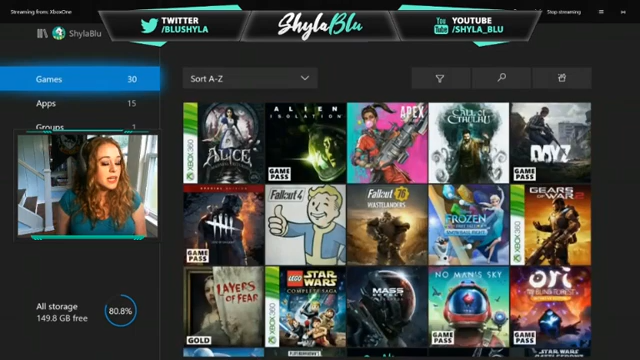 Streaming from: XboxOne
Stop streaming
TWITTER
/BLUSHYLA
ShylaBlu
YouTube
YOUTUBE
/SHYLA_BLU
ShylaBlu
Games 30
Apps 15
Groups 1
All storage
149.8 GB free
80.8%
Sort A-Z
XBOX 360
ALICE
ALIEN
ISOLATION
GAME PASS
APEX
CALL OF
CTHULHU
DAYZ
GAME PASS
SPECIAL EDITION
GAME PASS
Fallout 4
Fallout 76
WASTELANDERS
FROZEN
XBOX 360
GEARS
OF WAR 2
LAYERS
OF FEAR
GOLD
XBOX 360
LEGO STAR WARS
COMPLETE SAGA
MASS EFFECT
NO MAN'S SKY
GAME PASS
ori
GAME PASS